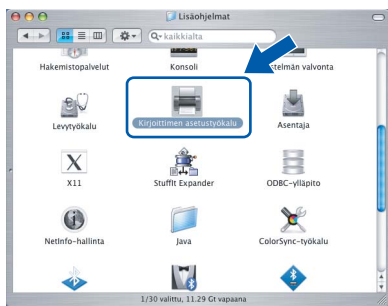 Lisäohjelmat
kaikkialta
Hakemistopalvelut
Konsoli
stelmän valvonta
Levytyökalu
Kirjoittimen asetustyökalu
Asentaja
X11
StuffIt Expander
ODBC-ylläpito
NetInfo-hallinta
Java
ColorSync-työkalu
1/30 valittu, 11.29 Gt vapaana